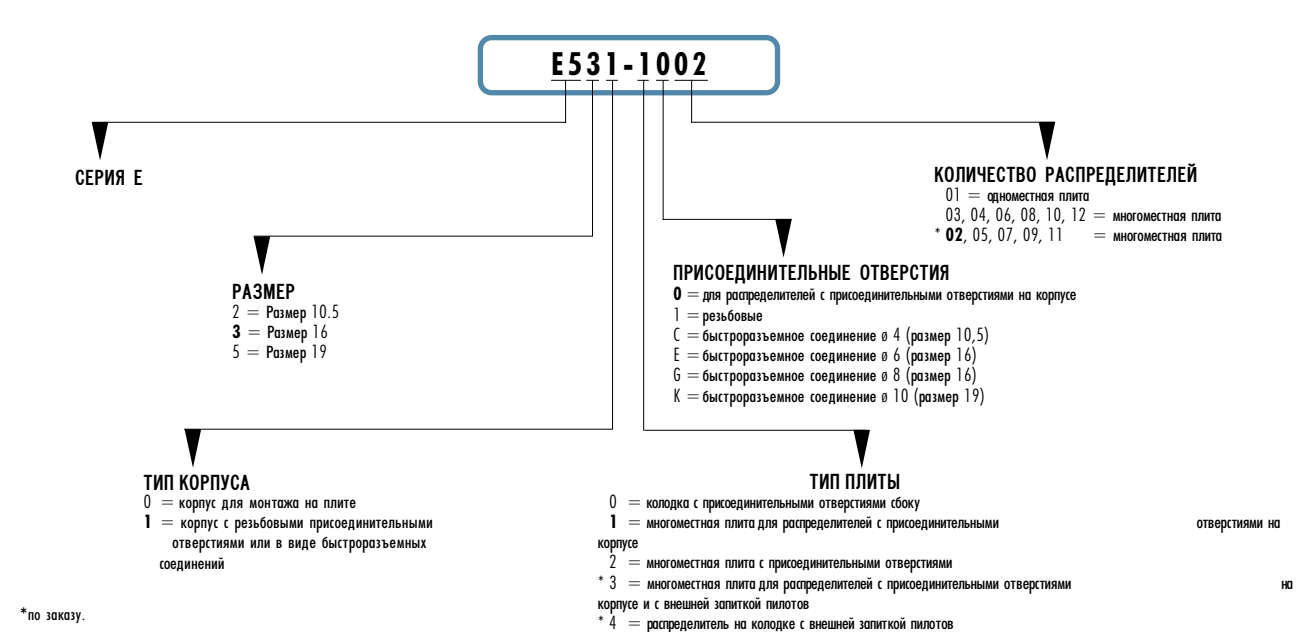 E531-1002
СЕРИЯ E
КОЛИЧЕСТВО РАСПРЕДЕЛИТЕЛЕЙ
01 = одноместная плита
03, 04, 06, 08, 10, 12 = многоместная плита
* 02, 05, 07, 09, 11 = многоместная плита
РАЗМЕР
2 = Размер 10.5
3 = Размер 16
5 = Размер 19
ПРИСОЕДИНИТЕЛЬНЫЕ ОТВЕРСТИЯ
0 = для распределителей с присоединительными отверстиями на корпусе
1 = резьбовые
C = быстроразъемное соединение ø 4 (размер 10,5)
E = быстроразъемное соединение ø 6 (размер 16)
G = быстроразъемное соединение ø 8 (размер 16)
K = быстроразъемное соединение ø 10 (размер 19)
ТИП КОРПУСА
0 = корпус для монтажа на плите
1 = корпус с резьбовыми присоединительными
отверстиями или в виде быстроразъемных
соединений
ТИП ПЛИТЫ
0 = колодка с присоединительными отверстиями сбоку
1 = многоместная плита для распределителей с присоединительными отверстиями на
корпусе
2 = многоместная плита с присоединительными отверстиями
* 3 = многоместная плита для распределителей с присоединительными отверстиями на
корпусе и с внешней запиткой пилотов
* 4 = распределитель на колодке с внешней запиткой пилотов
*по заказу.